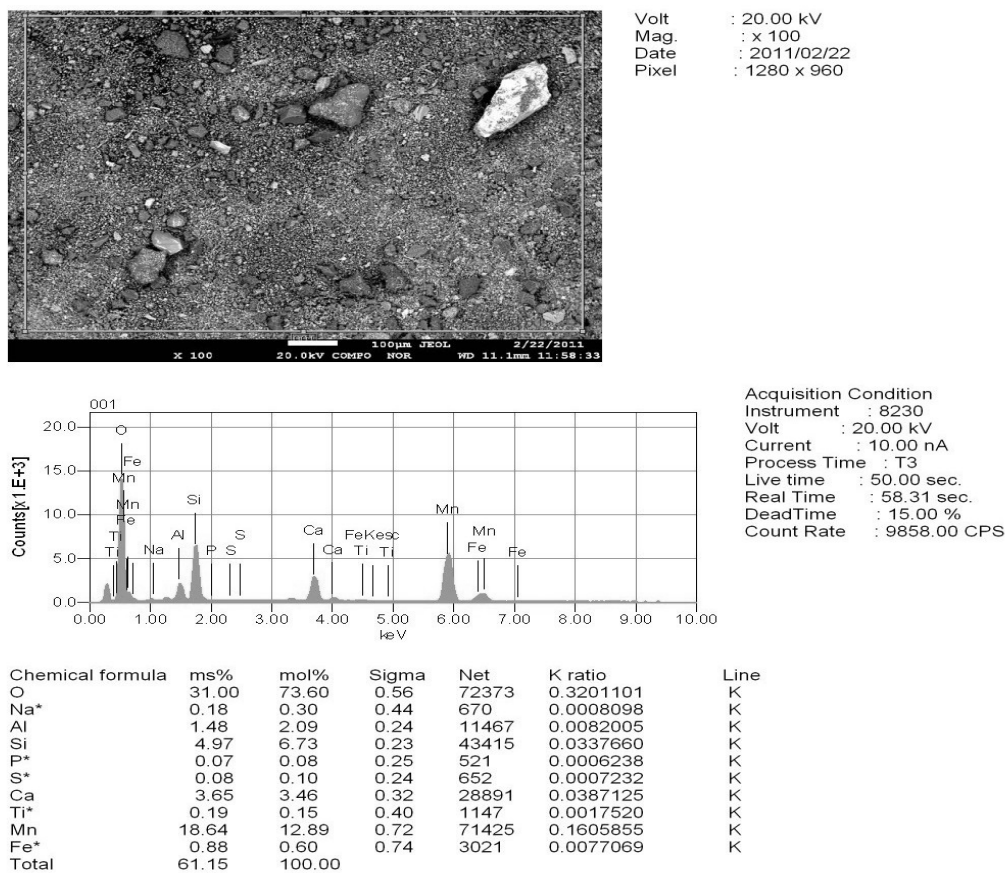 Volt : 20.00 kV
Mag. : x 100
Date : 2011/02/22
Pixel : 1280 x 960
100µm JEOL 2/22/2011
X 100 20.0kV COMPO NOR WD 11.1mm 11:58:33
001
Counts[x1.E+3]
20.0
15.0
10.0
5.0
0.0
O
Fe
Mn
Mn
Fe
Ti
Ti
Na
Al
Si
P
S
S
Ca
Ca
FeKesc
Ti
Ti
Mn
Mn
Fe
Fe
0.00 1.00 2.00 3.00 4.00 5.00 6.00 7.00 8.00 9.00 10.00
keV
Acquisition Condition
Instrument : 8230
Volt : 20.00 kV
Current : 10.00 nA
Process Time : T3
Live time : 50.00 sec.
Real Time : 58.31 sec.
DeadTime : 15.00 %
Count Rate : 9858.00 CPS
Chemical formula ms% mol% Sigma Net K ratio Line
O 31.00 73.60 0.56 72373 0.3201101 K
Na* 0.18 0.30 0.44 670 0.0008098 K
Al 1.48 2.09 0.24 11467 0.0082005 K
Si 4.97 6.73 0.23 43415 0.0337660 K
P* 0.07 0.08 0.25 521 0.0006238 K
S* 0.08 0.10 0.24 652 0.0007232 K
Ca 3.65 3.46 0.32 28891 0.0387125 K
Ti* 0.19 0.15 0.40 1147 0.0017520 K
Mn 18.64 12.89 0.72 71425 0.1605855 K
Fe* 0.88 0.60 0.74 3021 0.0077069 K
Total 61.15 100.00